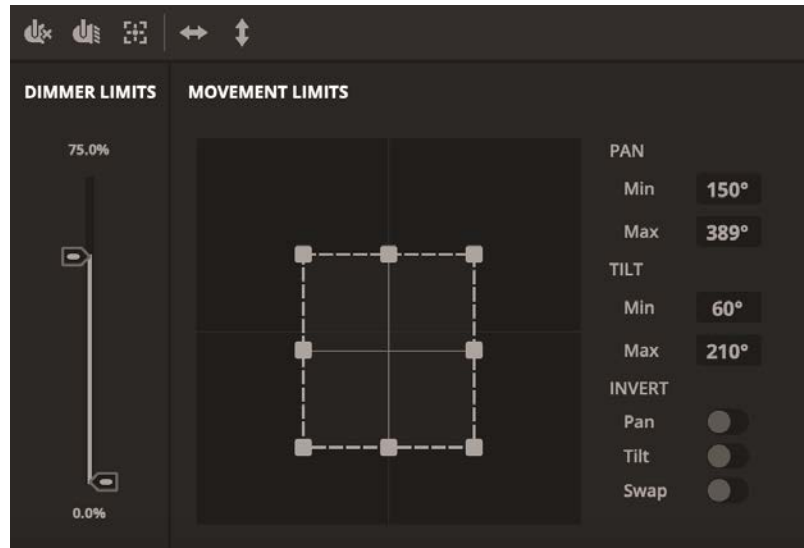 DIMMER LIMITS
75.0%
0.0%
MOVEMENT LIMITS
PAN
Min 150°
Max 389°
TILT
Min 60°
Max 210°
INVERT
Pan
Tilt
Swap